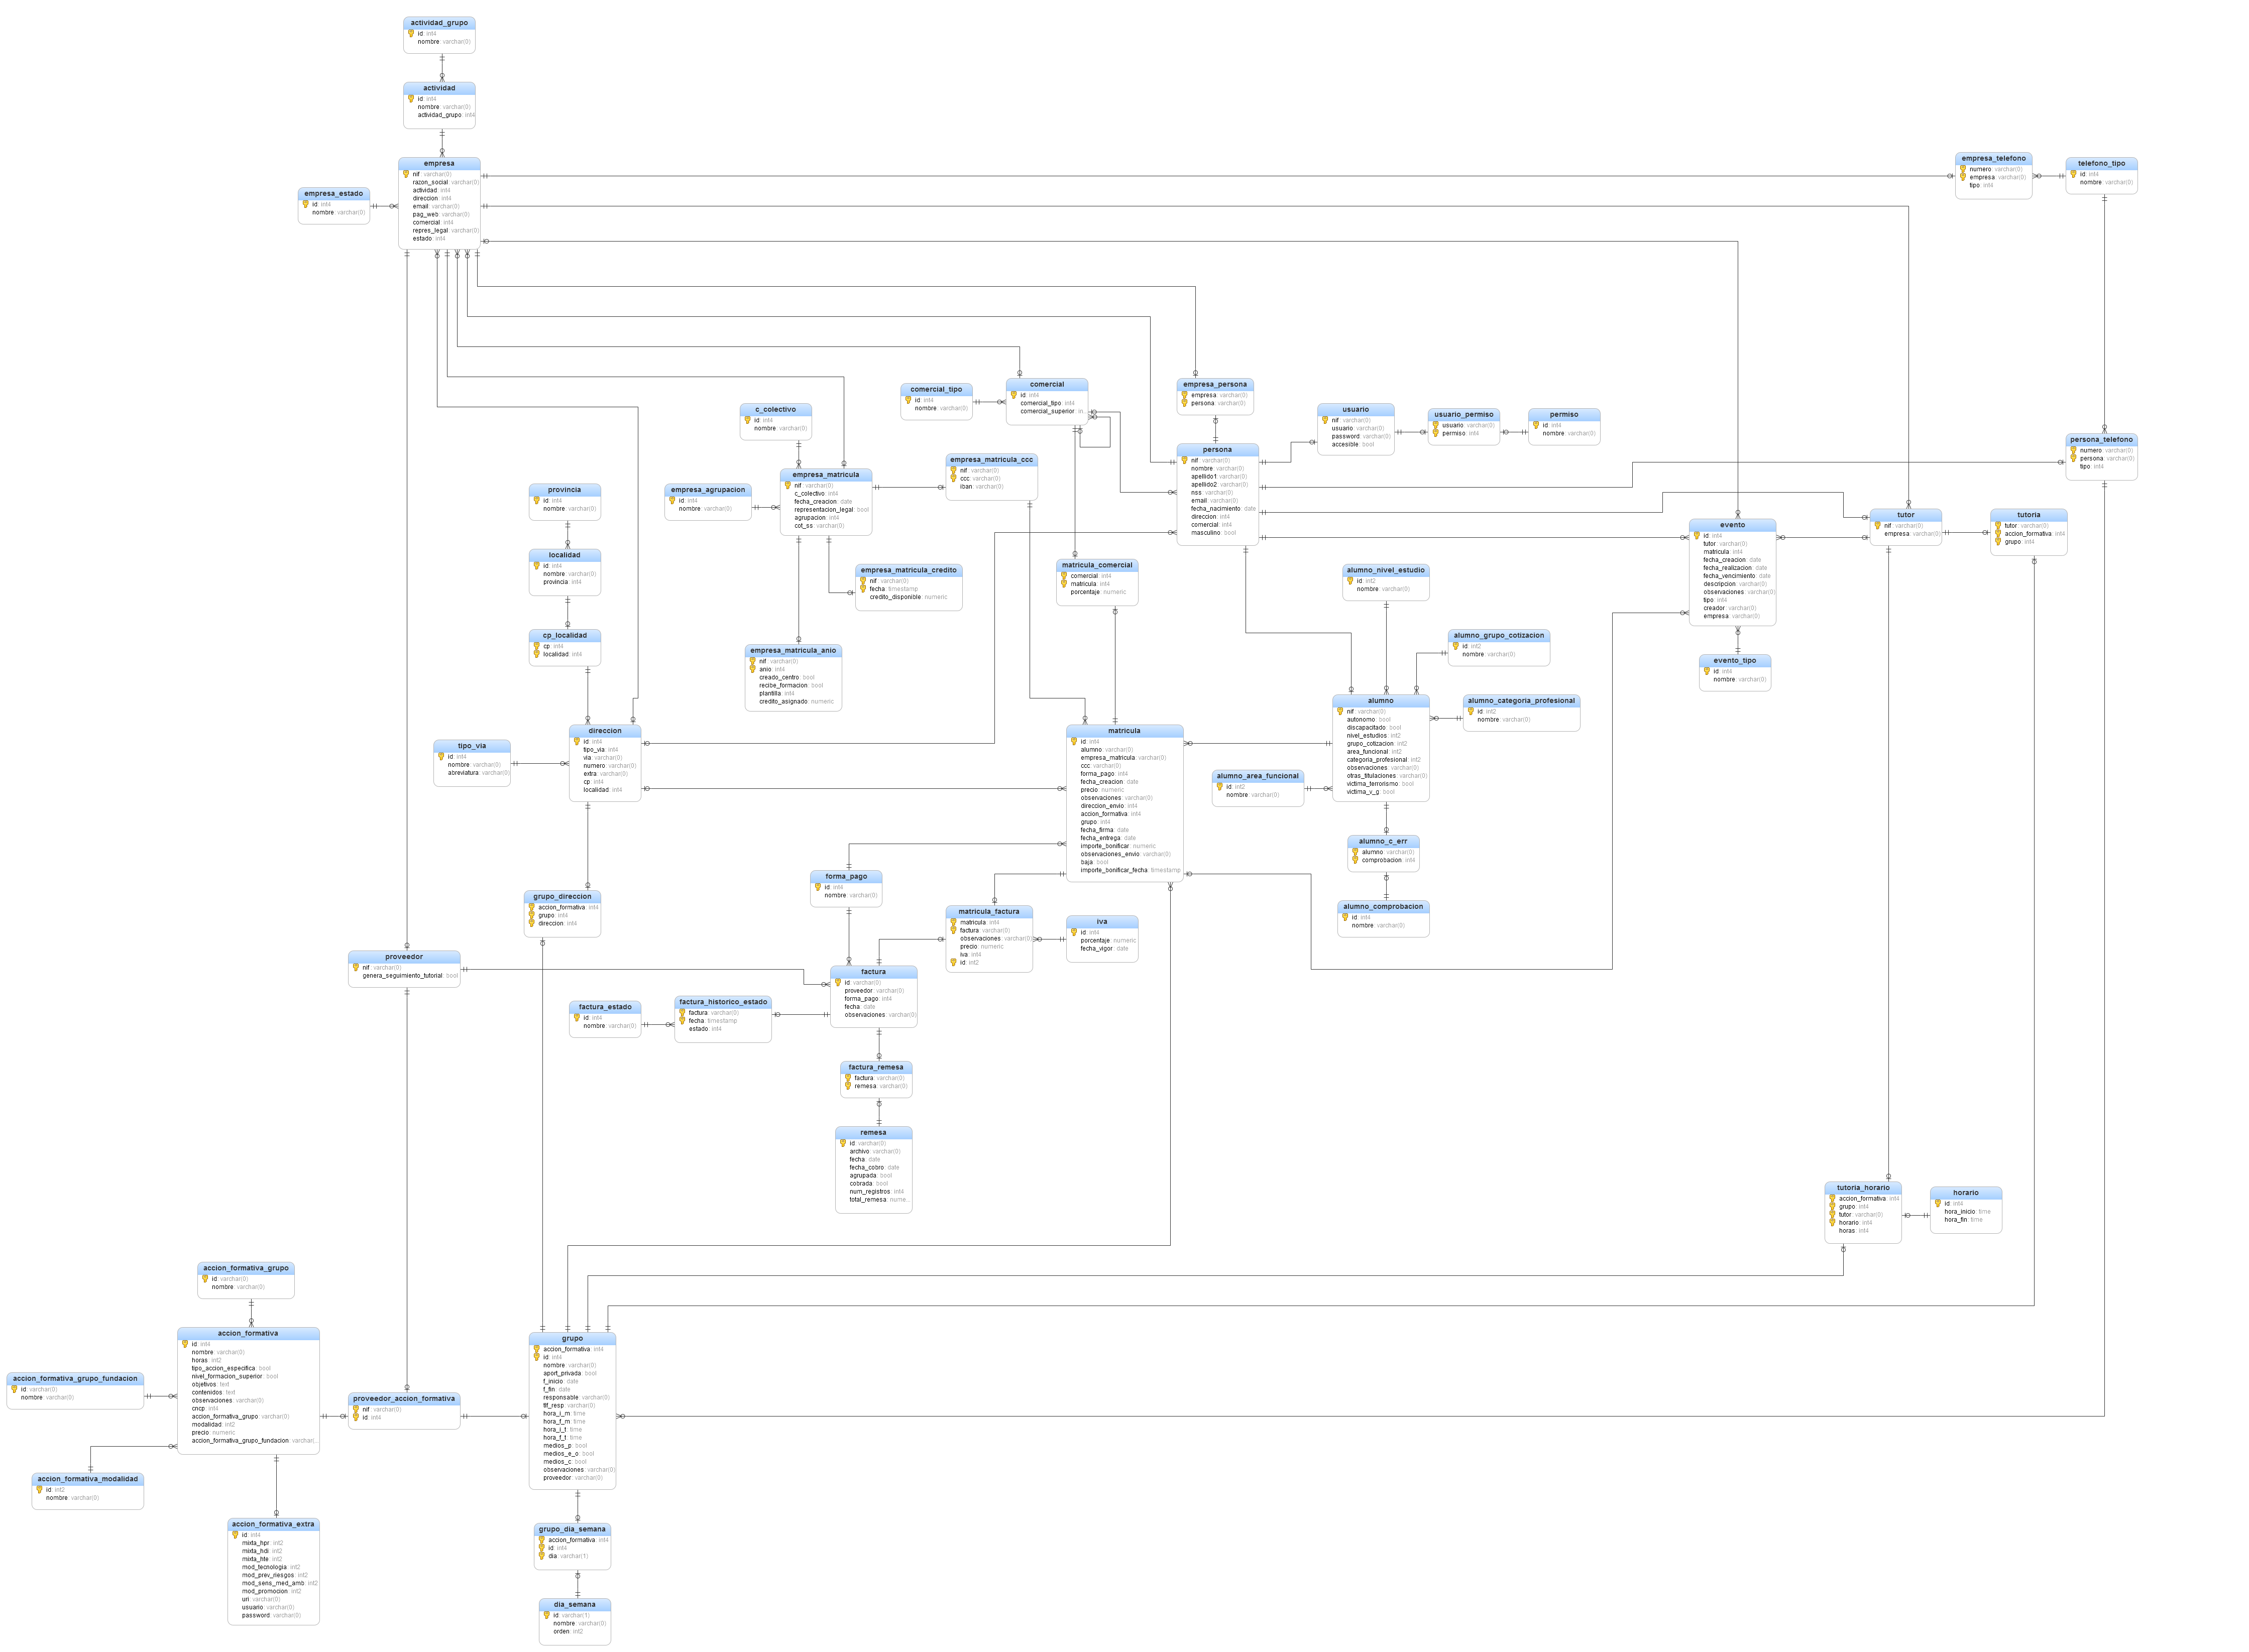 actividad_grupo
id: int4
nombre: varchar(0)
actividad
id: int4
nombre: varchar(0)
actividad_grupo: int4
empresa
nif: varchar(0)
razon_social: varchar(0)
actividad: int4
direccion: int4
email: varchar(0)
pag_web: varchar(0)
comercial: int4
repres_legal: varchar(0)
estado: int4
empresa_estado
id: int4
nombre: varchar(0)
empresa_telefono
numero: varchar(0)
empresa: varchar(0)
tipo: int4
telefono_tipo
id: int4
nombre: varchar(0)
comercial_tipo
id: int4
nombre: varchar(0)
comercial
id: int4
comercial_tipo: int4
comercial_superior: in...
empresa_persona
empresa: varchar(0)
persona: varchar(0)
usuario
nif: varchar(0)
usuario: varchar(0)
password: varchar(0)
accesible: bool
usuario_permiso
usuario: varchar(0)
permiso: int4
permiso
id: int4
nombre: varchar(0)
c_colectivo
id: int4
nombre: varchar(0)
persona
nif: varchar(0)
nombre: varchar(0)
apellido1: varchar(0)
apellido2: varchar(0)
nss: varchar(0)
email: varchar(0)
fecha_nacimiento: date
direccion: int4
comercial: int4
masculino: bool
persona_telefono
numero: varchar(0)
persona: varchar(0)
tipo: int4
empresa_matricula_ccc
nif: varchar(0)
ccc: varchar(0)
iban: varchar(0)
empresa_matricula
nif: varchar(0)
c_colectivo: int4
fecha_creacion: date
representacion_legal: bool
agrupacion: int4
cot_ss: varchar(0)
empresa_agrupacion
id: int4
nombre: varchar(0)
provincia
id: int4
nombre: varchar(0)
evento
id: int4
tutor: varchar(0)
matricula: int4
fecha_creacion: date
fecha_realizacion: date
fecha_vencimiento: date
descripcion: varchar(0)
observaciones: varchar(0)
tipo: int4
creador: varchar(0)
empresa: varchar(0)
tutor
nif: varchar(0)
empresa: varchar(0)
tutoria
tutor: varchar(0)
accion_formativa: int4
grupo: int4
localidad
id: int4
nombre: varchar(0)
provincia: int4
empresa_matricula_credito
nif: varchar(0)
fecha: timestamp
credito_disponible: numeric
matricula_comercial
comercial: int4
matricula: int4
porcentaje: numeric
alumno_nivel_estudio
id: int2
nombre: varchar(0)
cp_localidad
cp: int4
localidad: int4
empresa_matricula_anio
nif: varchar(0)
anio: int4
creado_centro: bool
recibe_formacion: bool
plantilla: int4
credito_asignado: numeric
alumno_grupo_cotizacion
id: int2
nombre: varchar(0)
evento_tipo
id: int4
nombre: varchar(0)
alumno
nif: varchar(0)
autonomo: bool
discapacitado: bool
nivel_estudios: int2
grupo_cotizacion: int2
area_funcional: int2
categoria_profesional: int2
observaciones: varchar(0)
otras_titulaciones: varchar(0)
victima_terrorismo: bool
victima_v_g: bool
alumno_categoria_profesional
id: int2
nombre: varchar(0)
tipo_via
id: int4
nombre: varchar(0)
abreviatura: varchar(0)
direccion
id: int4
tipo_via: int4
via: varchar(0)
numero: varchar(0)
extra: varchar(0)
cp: int4
localidad: int4
matricula
id: int4
alumno: varchar(0)
empresa_matricula: varchar(0)
ccc: varchar(0)
forma_pago: int4
fecha_creacion: date
precio: numeric
observaciones: varchar(0)
direccion_envio: int4
accion_formativa: int4
grupo: int4
fecha_firma: date
fecha_entrega: date
importe_bonificar: numeric
observaciones_envio: varchar(0)
baja: bool
importe_bonificar_fecha: timestamp
alumno_area_funcional
id: int2
nombre: varchar(0)
alumno_c_err
alumno: varchar(0)
comprobacion: int4
alumno_comprobacion
id: int4
nombre: varchar(0)
forma_pago
id: int4
nombre: varchar(0)
grupo_direccion
accion_formativa: int4
grupo: int4
direccion: int4
matricula_factura
matricula: int4
factura: varchar(0)
observaciones: varchar(0)
precio: numeric
iva: int4
id: int2
iva
id: int4
porcentaje: numeric
fecha_vigor: date
proveedor
nif: varchar(0)
genera_seguimiento_tutorial: bool
factura
id: varchar(0)
proveedor: varchar(0)
forma_pago: int4
fecha: date
observaciones: varchar(0)
factura_estado
id: int4
nombre: varchar(0)
factura_historico_estado
factura: varchar(0)
fecha: timestamp
estado: int4
factura_remesa
factura: varchar(0)
remesa: varchar(0)
remesa
id: varchar(0)
archivo: varchar(0)
fecha: date
fecha_cobro: date
agrupada: bool
cobrada: bool
num_registros: int4
total_remesa: nume...
tutoria_horario
accion_formativa: int4
grupo: int4
tutor: varchar(0)
horario: int4
horas: int4
horario
id: int4
hora_inicio: time
hora_fin: time
accion_formativa_grupo
id: varchar(0)
nombre: varchar(0)
accion_formativa
id: int4
nombre: varchar(0)
horas: int2
tipo_accion_especifica: bool
nivel_formacion_superior: bool
objetivos: text
contenidos: text
observaciones: varchar(0)
cncp: int4
accion_formativa_grupo: varchar(0)
modalidad: int2
precio: numeric
accion_formativa_grupo_fundacion: varchar(...
accion_formativa_grupo_fundacion
id: varchar(0)
nombre: varchar(0)
proveedor_accion_formativa
nif: varchar(0)
id: int4
grupo
accion_formativa: int4
id: int4
nombre: varchar(0)
aport_privada: bool
f_inicio: date
f_fin: date
responsable: varchar(0)
tlf_resp: varchar(0)
hora_i_m: time
hora_f_m: time
hora_i_t: time
hora_f_t: time
medios_p: bool
medios_e_o: bool
medios_c: bool
observaciones: varchar(0)
proveedor: varchar(0)
accion_formativa_modalidad
id: int2
nombre: varchar(0)
accion_formativa_extra
id: int4
mixta_hpr: int2
mixta_hdi: int2
mixta_hte: int2
mod_tecnologia: int2
mod_prev_riesgos: int2
mod_sens_med_amb: int2
mod_promocion: int2
uri: varchar(0)
usuario: varchar(0)
password: varchar(0)
grupo_dia_semana
accion_formativa: int4
id: int4
dia: varchar(1)
dia_semana
id: varchar(1)
nombre: varchar(0)
orden: int2